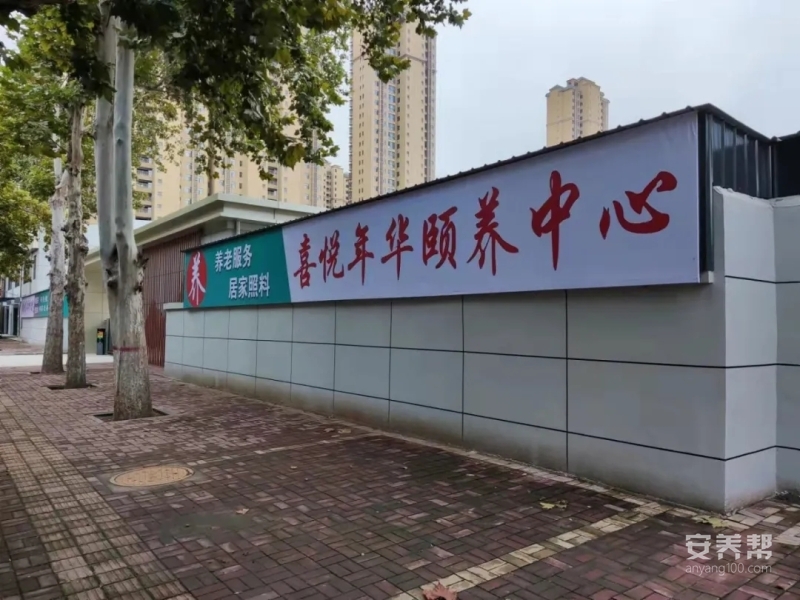 养
养老服务
居家照料
喜悦年华颐养中心
安养帮
anyang100.com